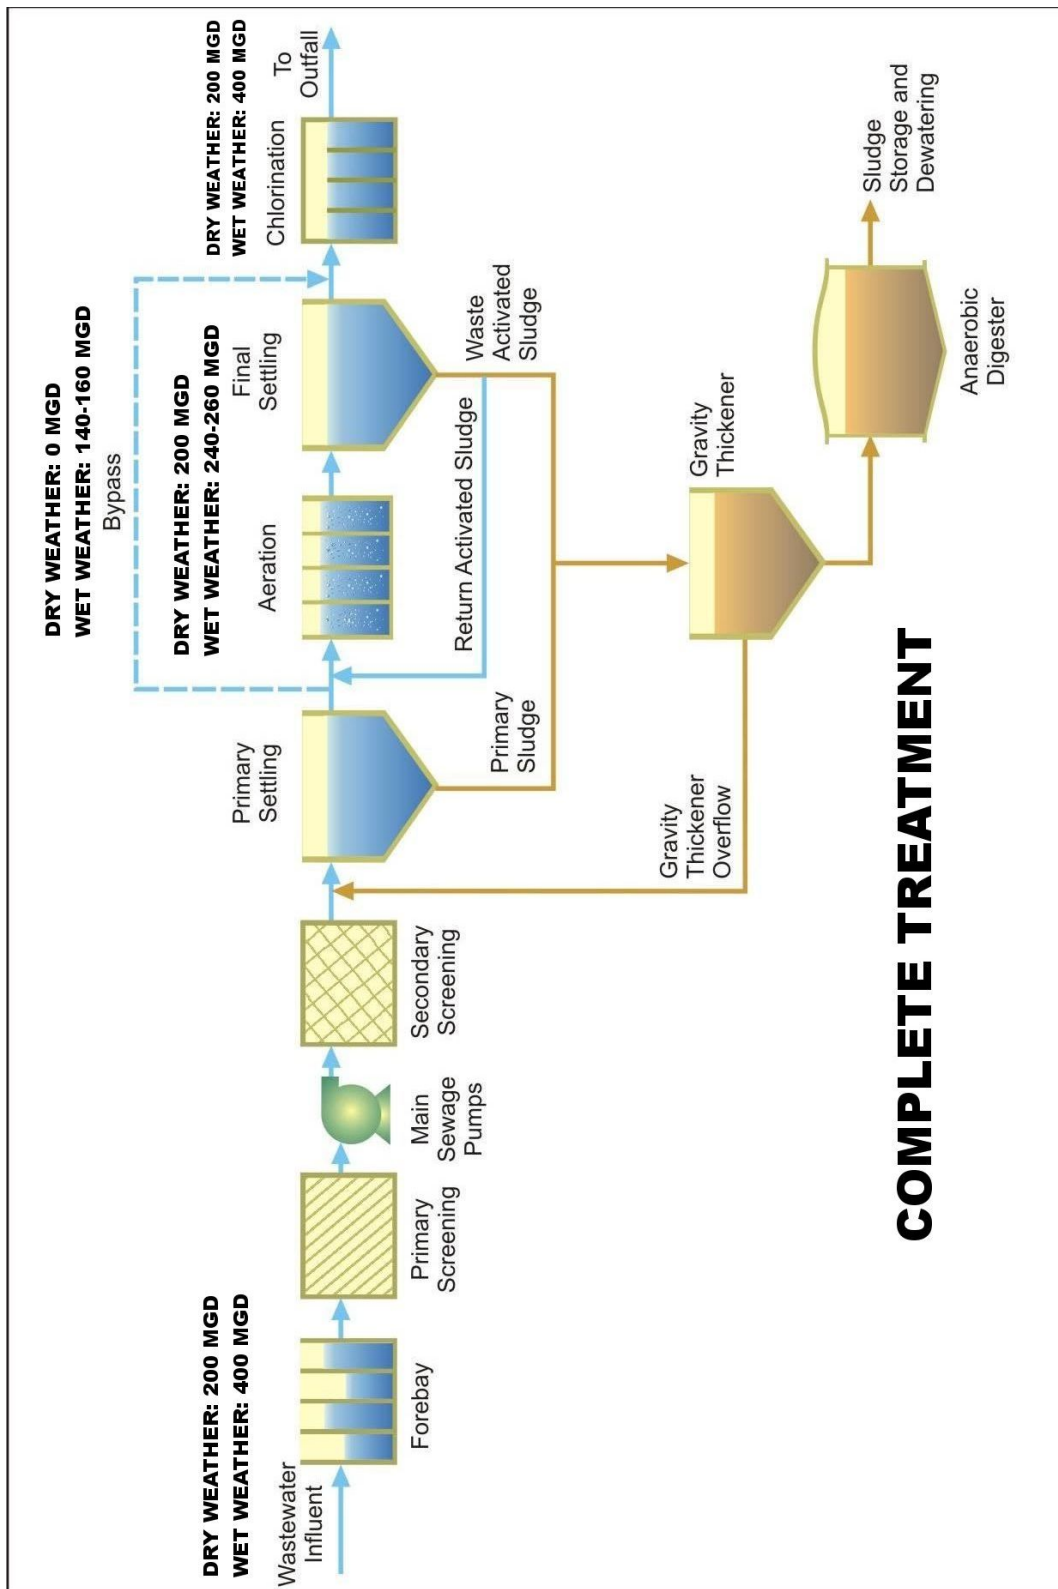 DRY WEATHER: 0 MGD
WET WEATHER: 140-160 MGD
Bypass
DRY WEATHER: 200 MGD
WET WEATHER: 400 MGD
DRY WEATHER: 200 MGD
WET WEATHER: 240-260 MGD
DRY WEATHER: 200 MGD
WET WEATHER: 400 MGD
Wastewater
Influent
Primary
Settling
Aeration
Final
Settling
Chlorination
To
Outfall
Forebay
Primary
Screening
Main
Sewage
Pumps
Secondary
Screening
Return Activated Sludge
Waste
Activated
Sludge
Primary
Sludge
Gravity
Thickener
Overflow
Gravity
Thickener
Sludge
Storage and
Dewatering
Anaerobic
Digester
COMPLETE TREATMENT